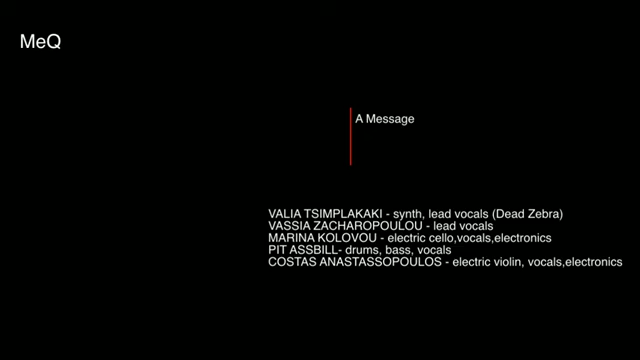 MeQ
A Message
VALIA TSIMPLAKAKI - synth, lead vocals (Dead Zebra)
VASSIA ZACHAROPOULOU - lead vocals
MARINA KOLOVOU - electric cello,vocals,electronics
PIT ASSBILL- drums, bass, vocals
COSTAS ANASTASSOPOULOS - electric violin, vocals,electronics